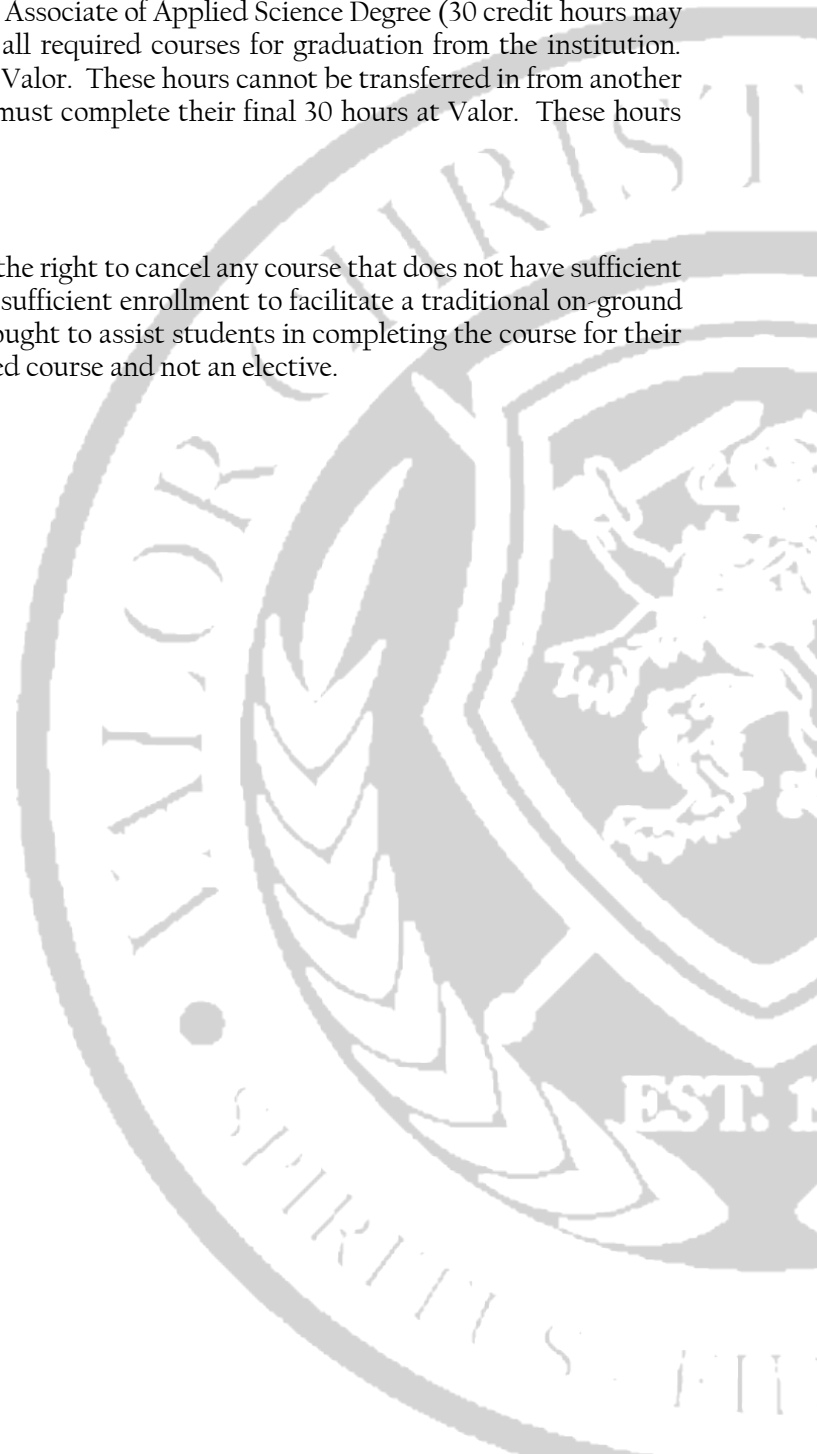 Associate of Applied Science Degree (30 credit hours may
all required courses for graduation from the institution.
Valor. These hours cannot be transferred in from another
must complete their final 30 hours at Valor. These hours
the right to cancel any course that does not have sufficient
sufficient enrollment to facilitate a traditional on-ground
ought to assist students in completing the course for their
ed course and not an elective.
VALOR CHRIST
EST. 1
SPIRITUS